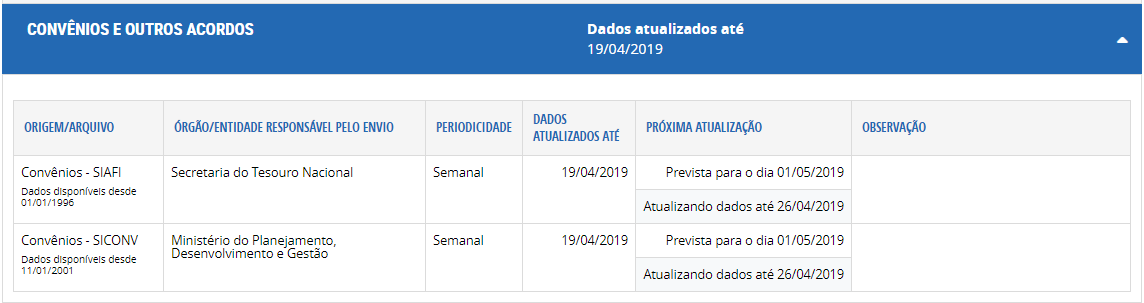 CONVÊNIOS E OUTROS ACORDOS
Dados atualizados até
19/04/2019
ORIGEM/ARQUIVO
ÓRGÃO/ENTIDADE RESPONSÁVEL PELO ENVIO
PERIODICIDADE
DADOS
ATUALIZADOS ATÉ
PRÓXIMA ATUALIZAÇÃO
OBSERVAÇÃO
Convênios - SIAFI
Dados disponíveis desde
01/01/1996
Secretaria do Tesouro Nacional
Semanal
19/04/2019
Prevista para o dia 01/05/2019
Atualizando dados até 26/04/2019
Convênios - SICONV
Dados disponíveis desde
11/01/2001
Ministério do Planejamento,
Desenvolvimento e Gestão
Semanal
19/04/2019
Prevista para o dia 01/05/2019
Atualizando dados até 26/04/2019